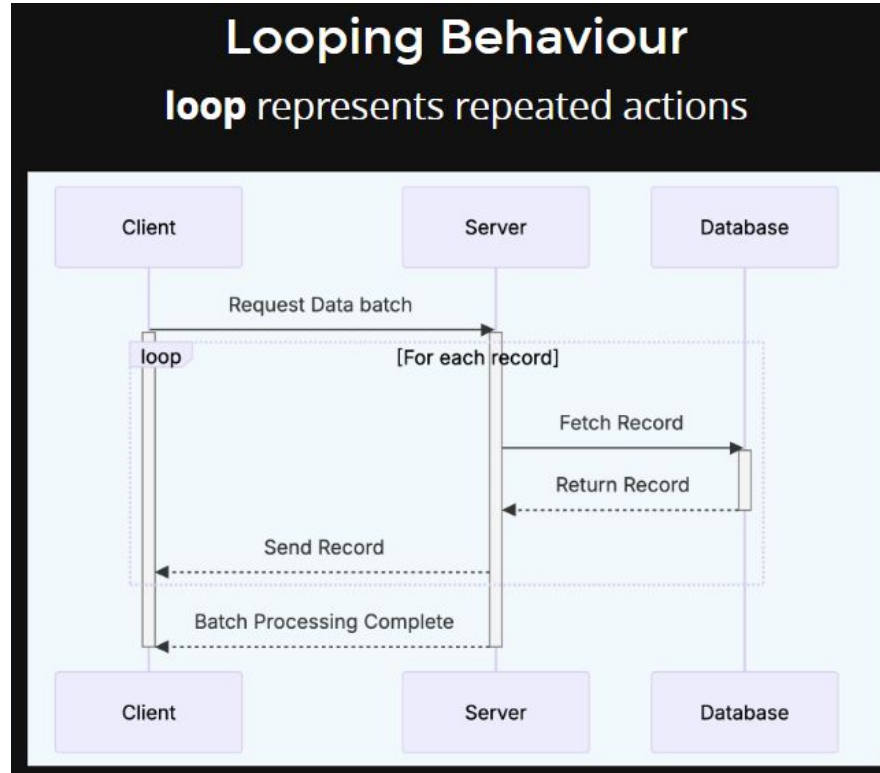 Looping Behaviour
loop represents repeated actions
Client Server Database
Request Data batch
loop [For each record]
Fetch Record
Return Record
Send Record
Batch Processing Complete
Client Server Database